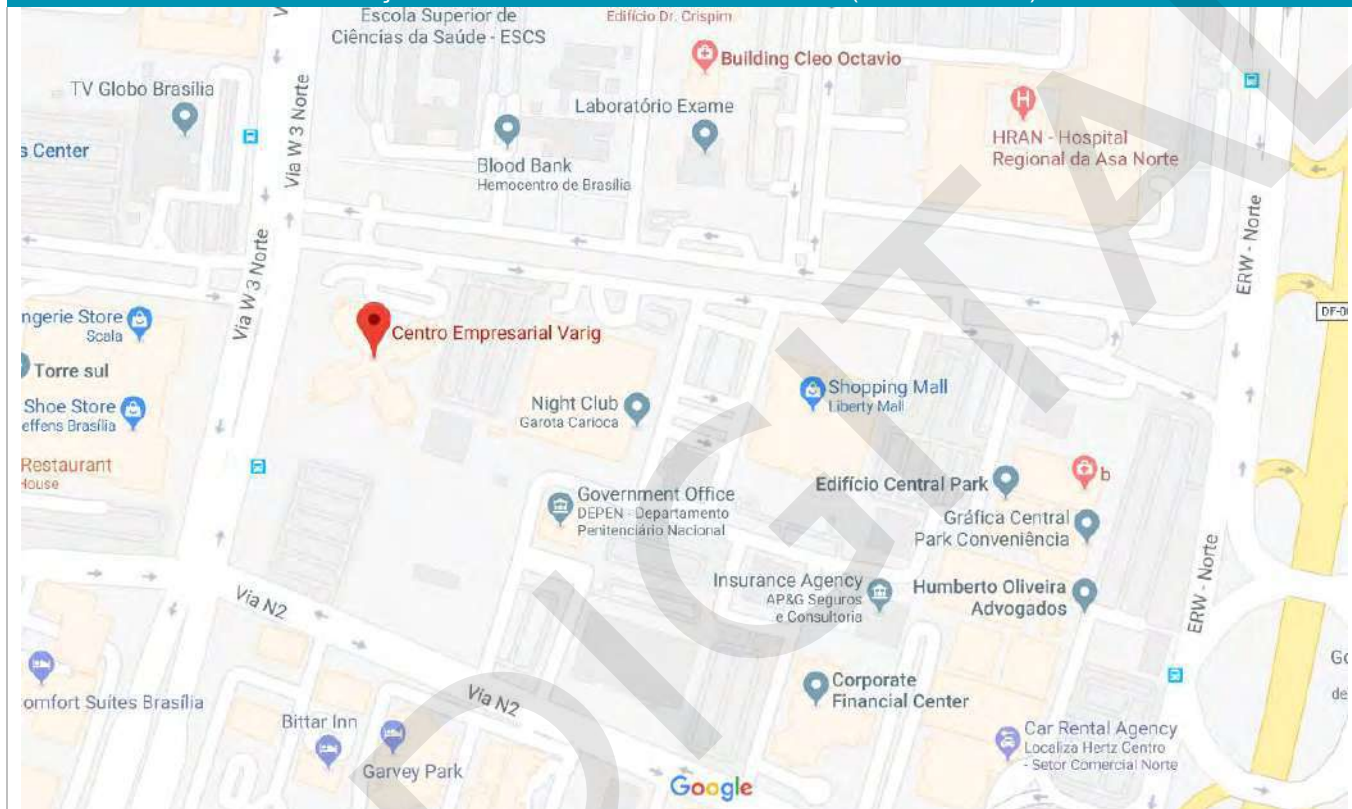 Escola Superior de
Ciências da Saúde - ESCS
Edifício Dr. Crispim
Building Cleo Octavio
TV Globo Brasília
Laboratório Exame
HRAN - Hospital
Regional da Asa Norte
s Center
Blood Bank
Hemocentro de Brasília
Via W 3 Norte
Via W 3 Norte
ERW - Norte
ngerie Store
Scala
Centro Empresarial Varig
DF-0
Torre sul
Shoe Store
effens Brasília
Night Club
Garota Carioca
Shopping Mall
Liberty Mall
Restaurant
House
Government Office
DEPEN - Departamento
Penitenciário Nacional
Edifício Central Park
b
Gráfica Central
Park Conveniência
Insurance Agency
AP&G Seguros
e Consultoria
Humberto Oliveira
Advogados
ERW - Norte
Via N2
Via N2
omfort Suítes Brasília
Bittar Inn
Garvey Park
Corporate
Financial Center
Go
de
Car Rental Agency
Localiza Hertz Centro
- Setor Comercial Norte
Google
DIGITAL